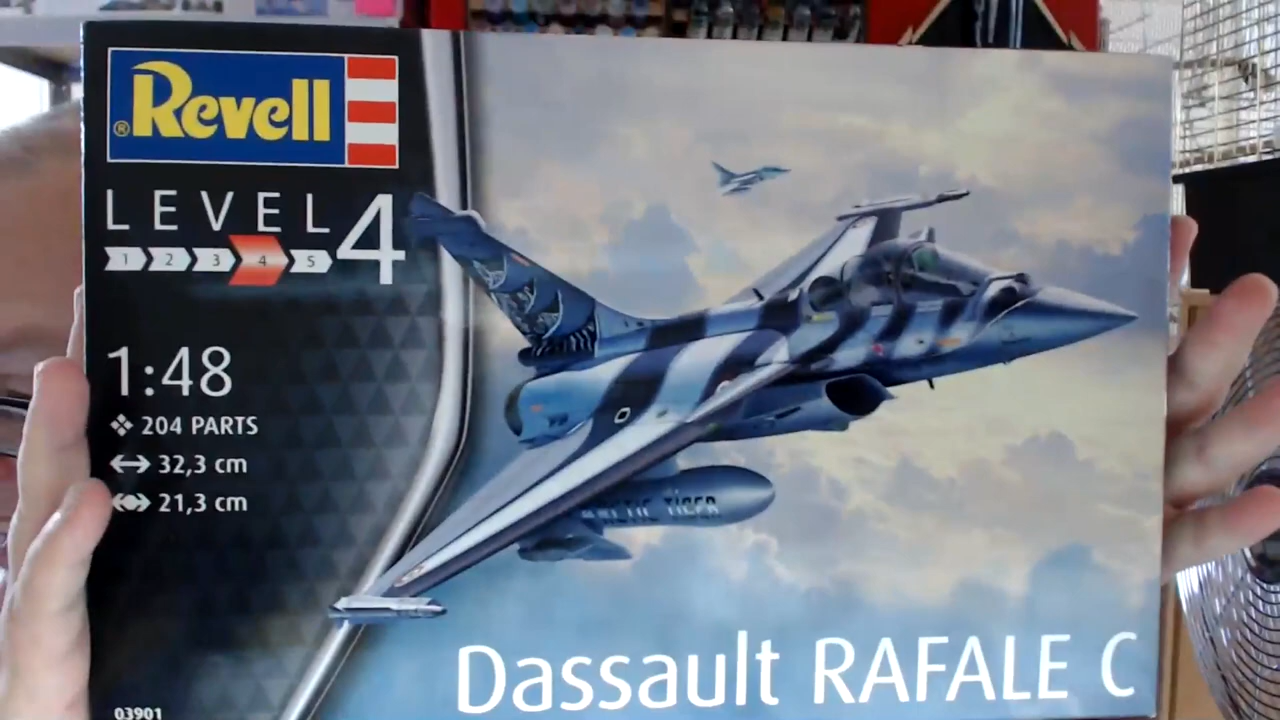 ® Revell
LEVEL 4
1 2 3 4 5
1:48
204 PARTS
32,3 cm
21,3 cm
TIGER
Dassault RAFALE C
03901